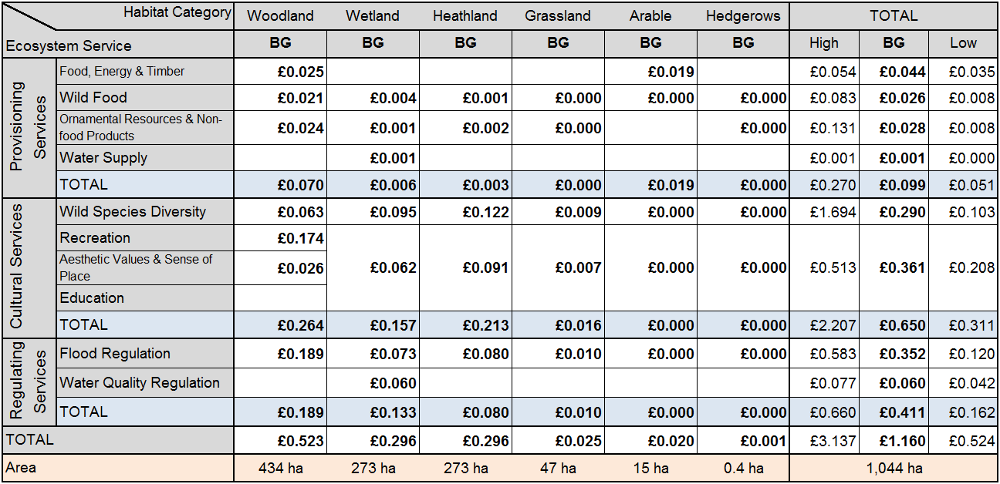 Habitat Category Woodland Wetland Heathland Grassland Arable Hedgerows TOTAL
Ecosystem Service BG BG BG BG BG BG High BG Low
Provisioning Services
Food, Energy & Timber £0.025 £0.019 £0.054 £0.044 £0.035
Wild Food £0.021 £0.004 £0.001 £0.000 £0.000 £0.000 £0.083 £0.026 £0.008
Ornamental Resources & Non-
food Products £0.024 £0.001 £0.002 £0.000 £0.000 £0.131 £0.028 £0.008
Water Supply £0.001 £0.001 £0.001 £0.000
TOTAL £0.070 £0.006 £0.003 £0.000 £0.019 £0.000 £0.270 £0.099 £0.051
Cultural Services
Wild Species Diversity £0.063 £0.095 £0.122 £0.009 £0.000 £0.000 £1.694 £0.290 £0.103
Recreation £0.174
Aesthetic Values & Sense of
Place £0.026 £0.062 £0.091 £0.007 £0.000 £0.000 £0.513 £0.361 £0.208
Education
TOTAL £0.264 £0.157 £0.213 £0.016 £0.000 £0.000 £2.207 £0.650 £0.311
Regulating Services
Flood Regulation £0.189 £0.073 £0.080 £0.010 £0.000 £0.000 £0.583 £0.352 £0.120
Water Quality Regulation £0.060 £0.077 £0.060 £0.042
TOTAL £0.189 £0.133 £0.080 £0.010 £0.000 £0.000 £0.660 £0.411 £0.162
TOTAL £0.523 £0.296 £0.296 £0.025 £0.020 £0.001 £3.137 £1.160 £0.524
Area 434 ha 273 ha 273 ha 47 ha 15 ha 0.4 ha 1,044 ha